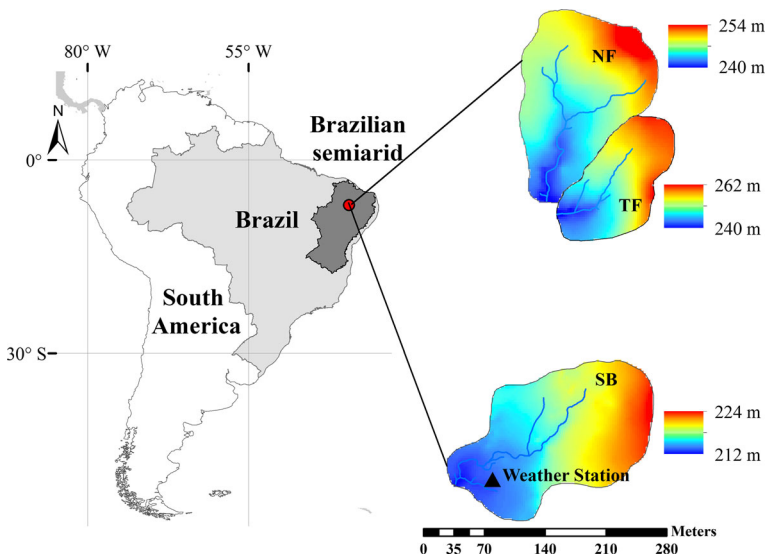 80° W
55° W
N
0°
30° S
Brazilian
semiarid
Brazil
South
America
NF
254 m
240 m
TF
262 m
240 m
SB
224 m
212 m
Weather Station
Meters
0 35 70 140 210 280